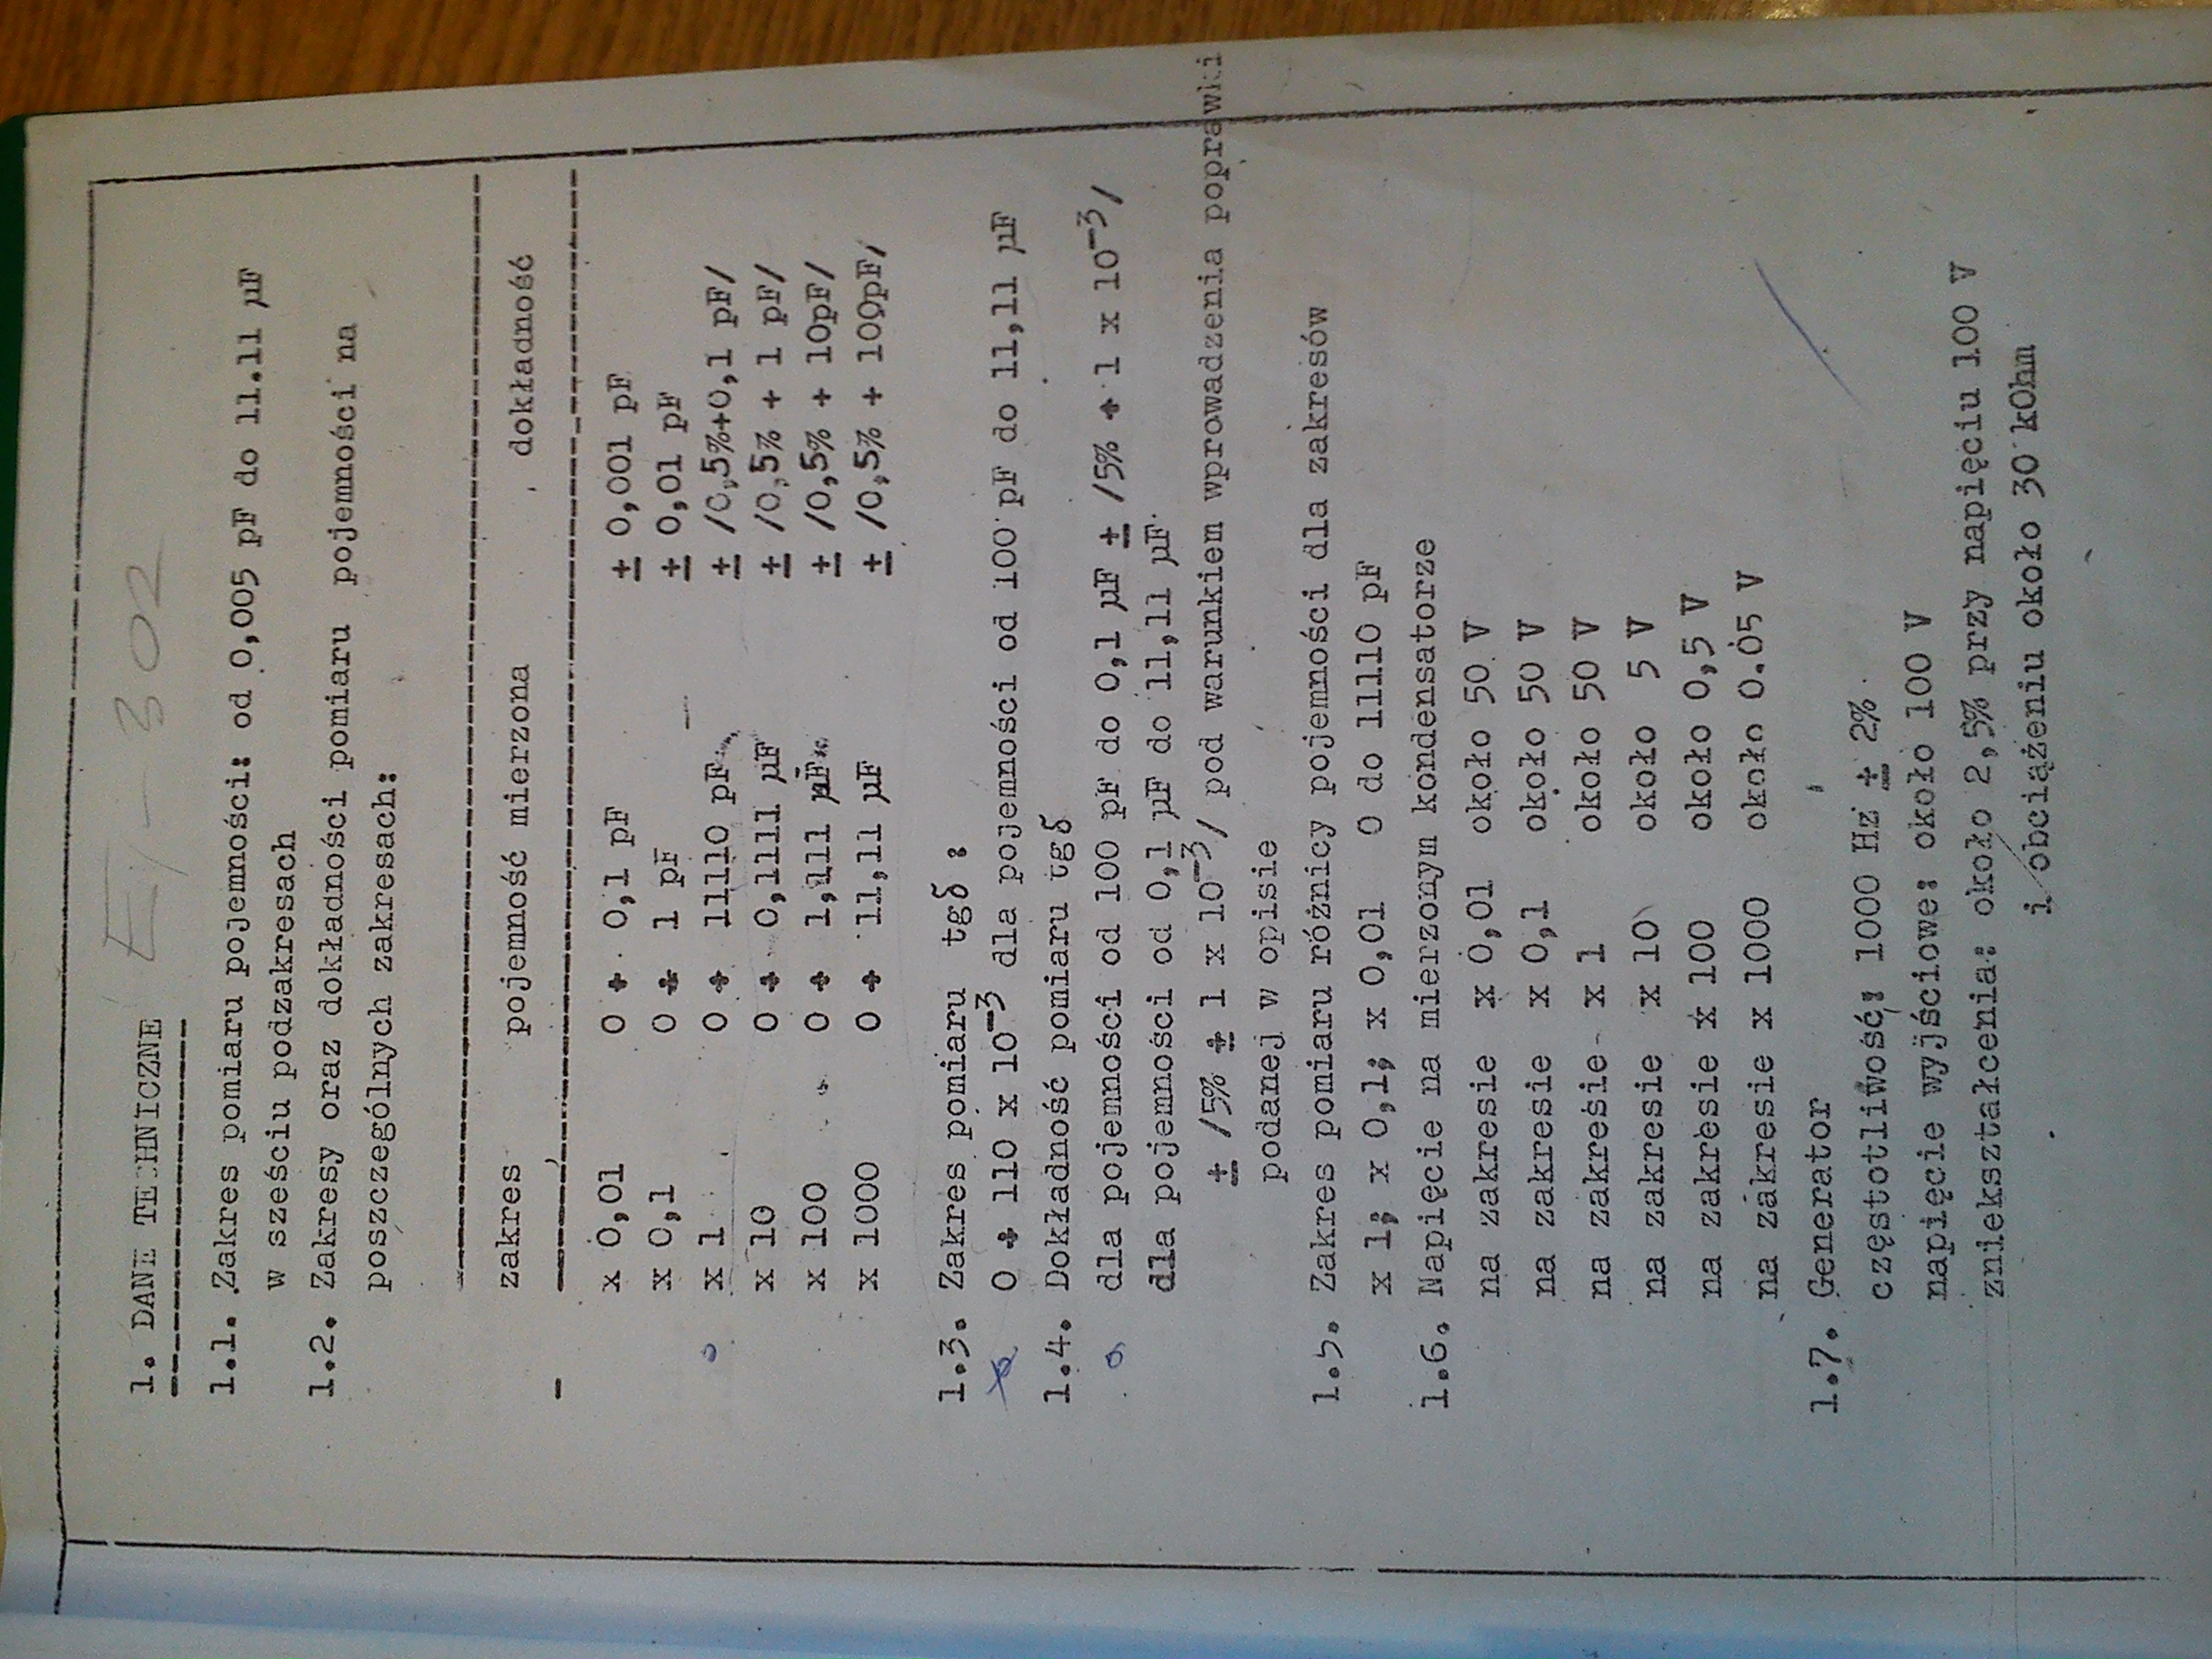 1. DANE TECHNICZNE E - 302
1.1. Zakres pomiaru pojemności: od 0,005 pF do 11.11 µF
w sześciu podzakresach
1.2. Zakresy oraz dokładności pomiaru pojemności na
poszczególnych zakresach:
zakres pojemność mierzona dokładność
x 0,01 0 ÷ 0,1 pF ± 0,001 pF
x 0,1 0 ÷ 1 pF ± 0,01 pF
x 1 0 ÷ 11110 pF ± /0,5%+0,1 pF/
x 10 0 ÷ 0,1111 µF ± /0,5% + 1 pF/
x 100 0 ÷ 1,111 µF ± /0,5% + 10pF/
x 1000 0 ÷ 11,11 µF ± /0,5% + 100pF/
1.3. Zakres pomiaru tgδ :
0 ÷ 110 x 10⁻³ dla pojemności od 100 pF do 11,11 µF
1.4. Dokładność pomiaru tgδ
dla pojemności od 100 pF do 0,1 µF ± /5% + 1 x 10⁻³/
dla pojemności od 0,1 µF do 11,11 µF
± /5% ± 1 x 10⁻³/ pod warunkiem wprowadzenia poprawki
podanej w opisie
1.5. Zakres pomiaru różnicy pojemności dla zakresów
x 1; x 0,1; x 0,01 0 do 11110 pF
1.6. Napięcie na mierzonym kondensatorze
na zakresie x 0,01 około 50 V
na zakresie x 0,1 około 50 V
na zakresie x 1 około 50 V
na zakresie x 10 około 5 V
na zakresie x 100 około 0,5 V
na zakresie x 1000 około 0.05 V
1.7. Generator
częstotliwość: 1000 Hz ± 2%
napięcie wyjściowe: około 100 V
zniekształcenia: około 2,5% przy napięciu 100 V
i obciążeniu około 30 kOhm